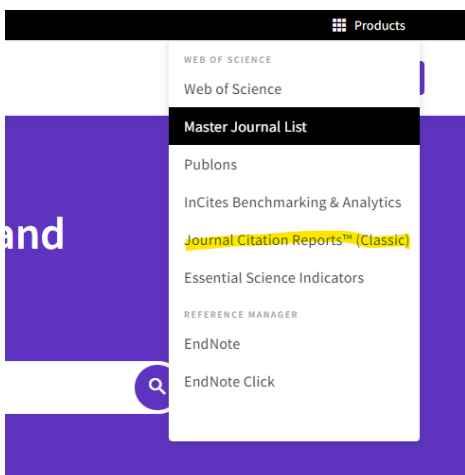 Products
WEB OF SCIENCE
Web of Science
Master Journal List
Publons
and
InCites Benchmarking & Analytics
Journal Citation Reports™ (Classic)
Essential Science Indicators
REFERENCE MANAGER
EndNote
EndNote Click